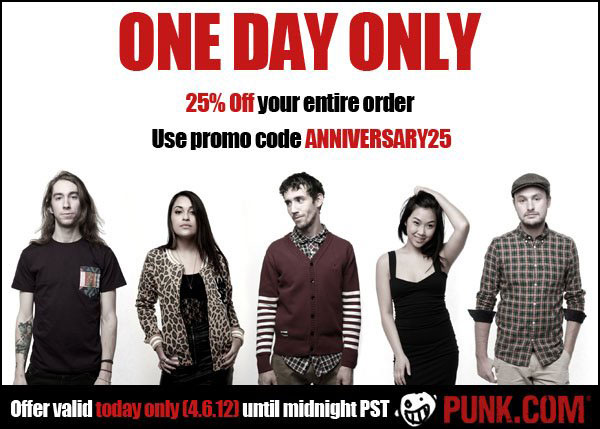 ONE DAY ONLY
25% Off your entire order
Use promo code ANNIVERSARY25
Offer valid today only (4.6.12) until midnight PST
PUNK.COM